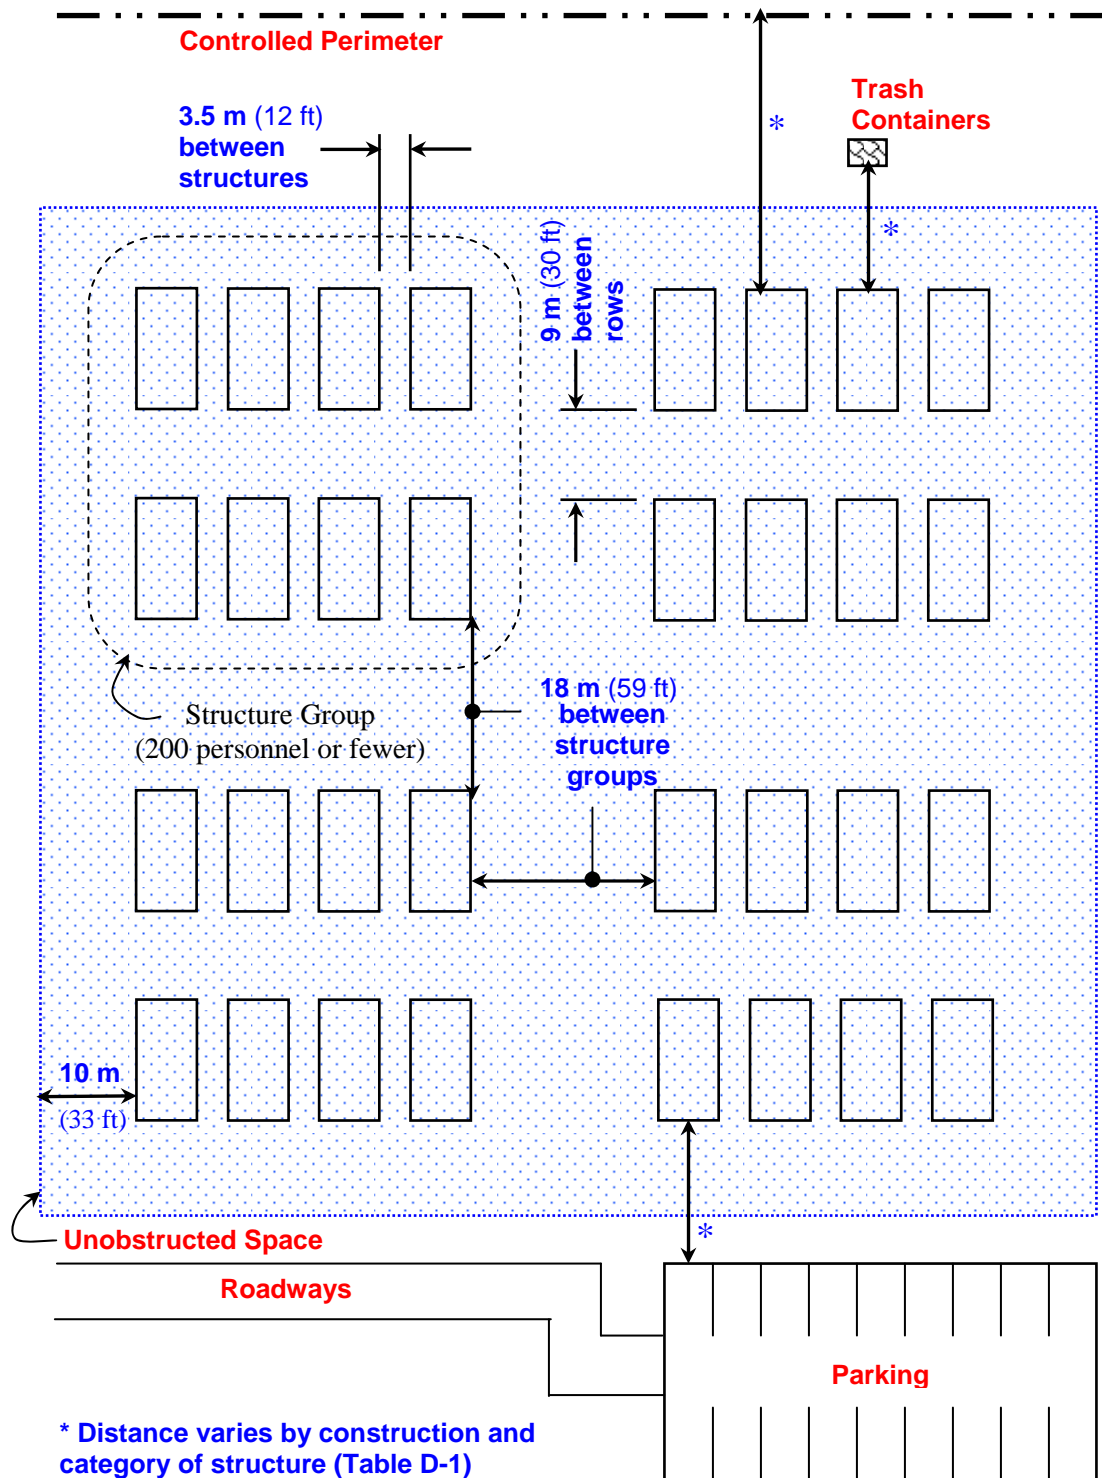 Controlled Perimeter
3.5 m (12 ft)
between
structures
*
Trash
Containers
*
9 m (30 ft)
between
rows
Structure Group
(200 personnel or fewer)
18 m (59 ft)
between
structure
groups
10 m
(33 ft)
Unobstructed Space
*
Roadways
Parking
* Distance varies by construction and
category of structure (Table D-1)